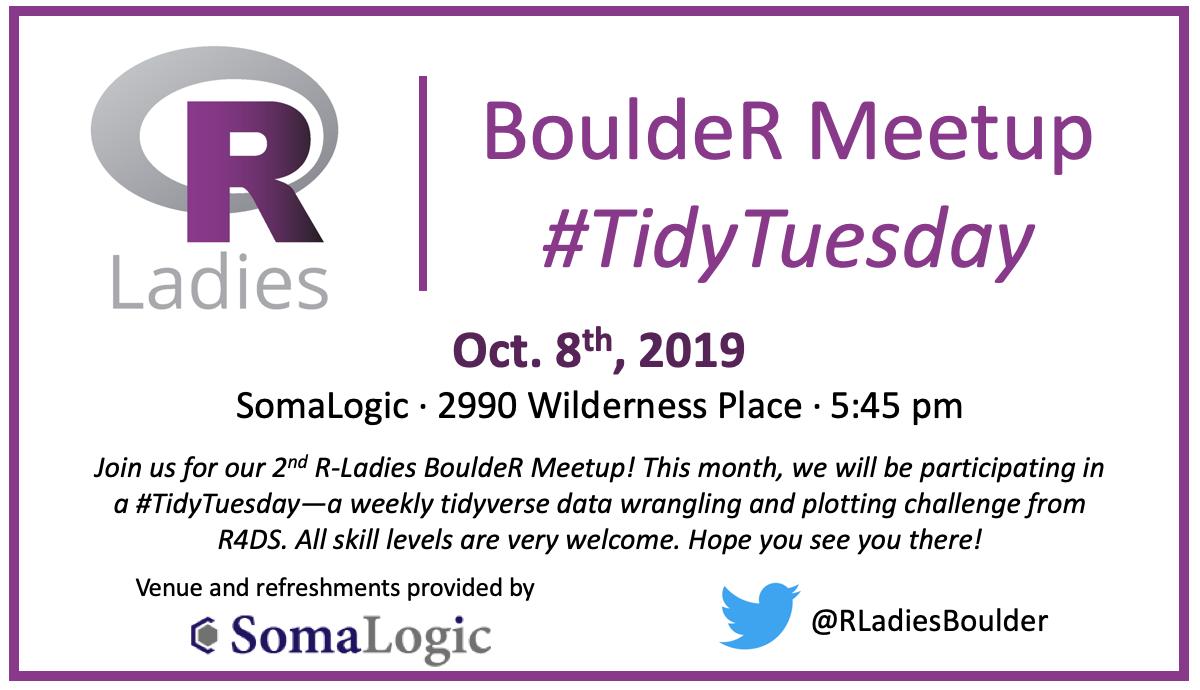 R
Ladies
BouldeR Meetup
#TidyTuesday
Oct. 8th, 2019
SomaLogic · 2990 Wilderness Place · 5:45 pm
Join us for our 2nd R-Ladies BouldeR Meetup! This month, we will be participating in
a #TidyTuesday—a weekly tidyverse data wrangling and plotting challenge from
R4DS. All skill levels are very welcome. Hope you see you there!
Venue and refreshments provided by
SomaLogic
@RLadiesBoulder